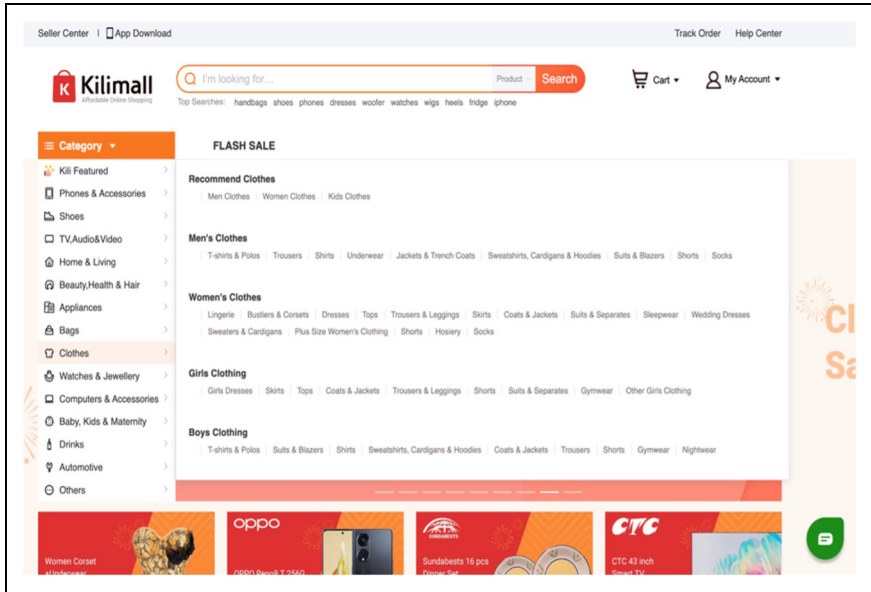 Seller Center | App Download
Track Order Help Center
K Kilimall
Affordable Online Shopping
I'm looking for... Product Search
Cart My Account
Top Searches: handbags shoes phones dresses woofer watches wigs heels fridge iphone
Category
FLASH SALE
Kili Featured
Phones & Accessories
Shoes
TV,Audio&Video
Home & Living
Beauty,Health & Hair
Appliances
Bags
Clothes
Watches & Jewellery
Computers & Accessories
Baby, Kids & Maternity
Drinks
Automotive
Others
Recommend Clothes
Men Clothes | Women Clothes | Kids Clothes
Men's Clothes
T-shirts & Polos | Trousers | Shirts | Underwear | Jackets & Trench Coats | Sweatshirts, Cardigans & Hoodies | Suits & Blazers | Shorts | Socks
Women's Clothes
Lingerie | Bustiers & Corsets | Dresses | Tops | Trousers & Leggings | Skirts | Coats & Jackets | Suits & Separates | Sleepwear | Wedding Dresses
Sweaters & Cardigans | Plus Size Women's Clothing | Shorts | Hosiery | Socks
Girls Clothing
Girls Dresses | Skirts | Tops | Coats & Jackets | Trousers & Leggings | Shorts | Suits & Separates | Gymwear | Other Girls Clothing
Boys Clothing
T-shirts & Polos | Suits & Blazers | Shirts | Sweatshirts, Cardigans & Hoodies | Coats & Jackets | Trousers | Shorts | Gymwear | Nightwear
Cl
Sa
Women Corset
+Underwear
oppo
OPPO Reno8 T 256G
SUNDABESTS
Sundabests 16 pcs
Dinner Set
CTC
CTC 43 inch
Smart TV